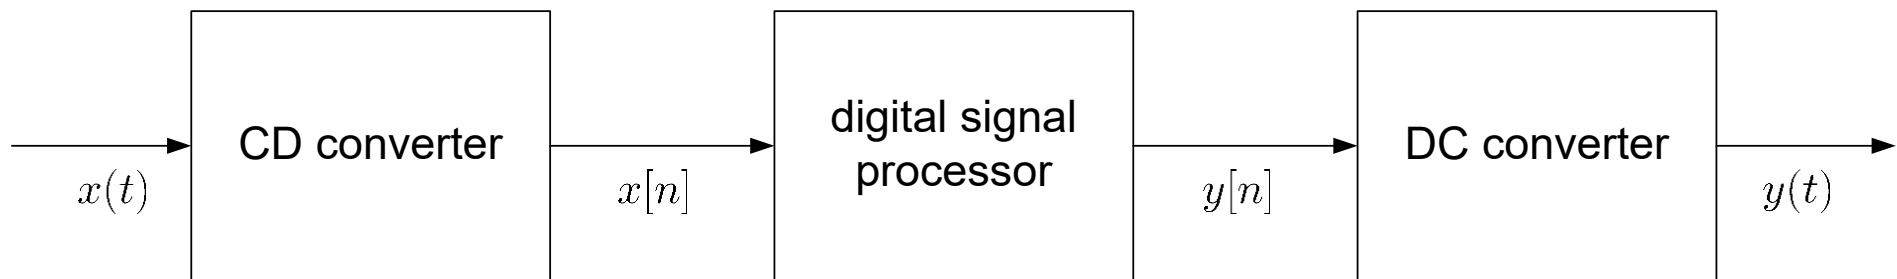 CD converter
digital signal
processor
DC converter
x(t)
x[n]
y[n]
y(t)